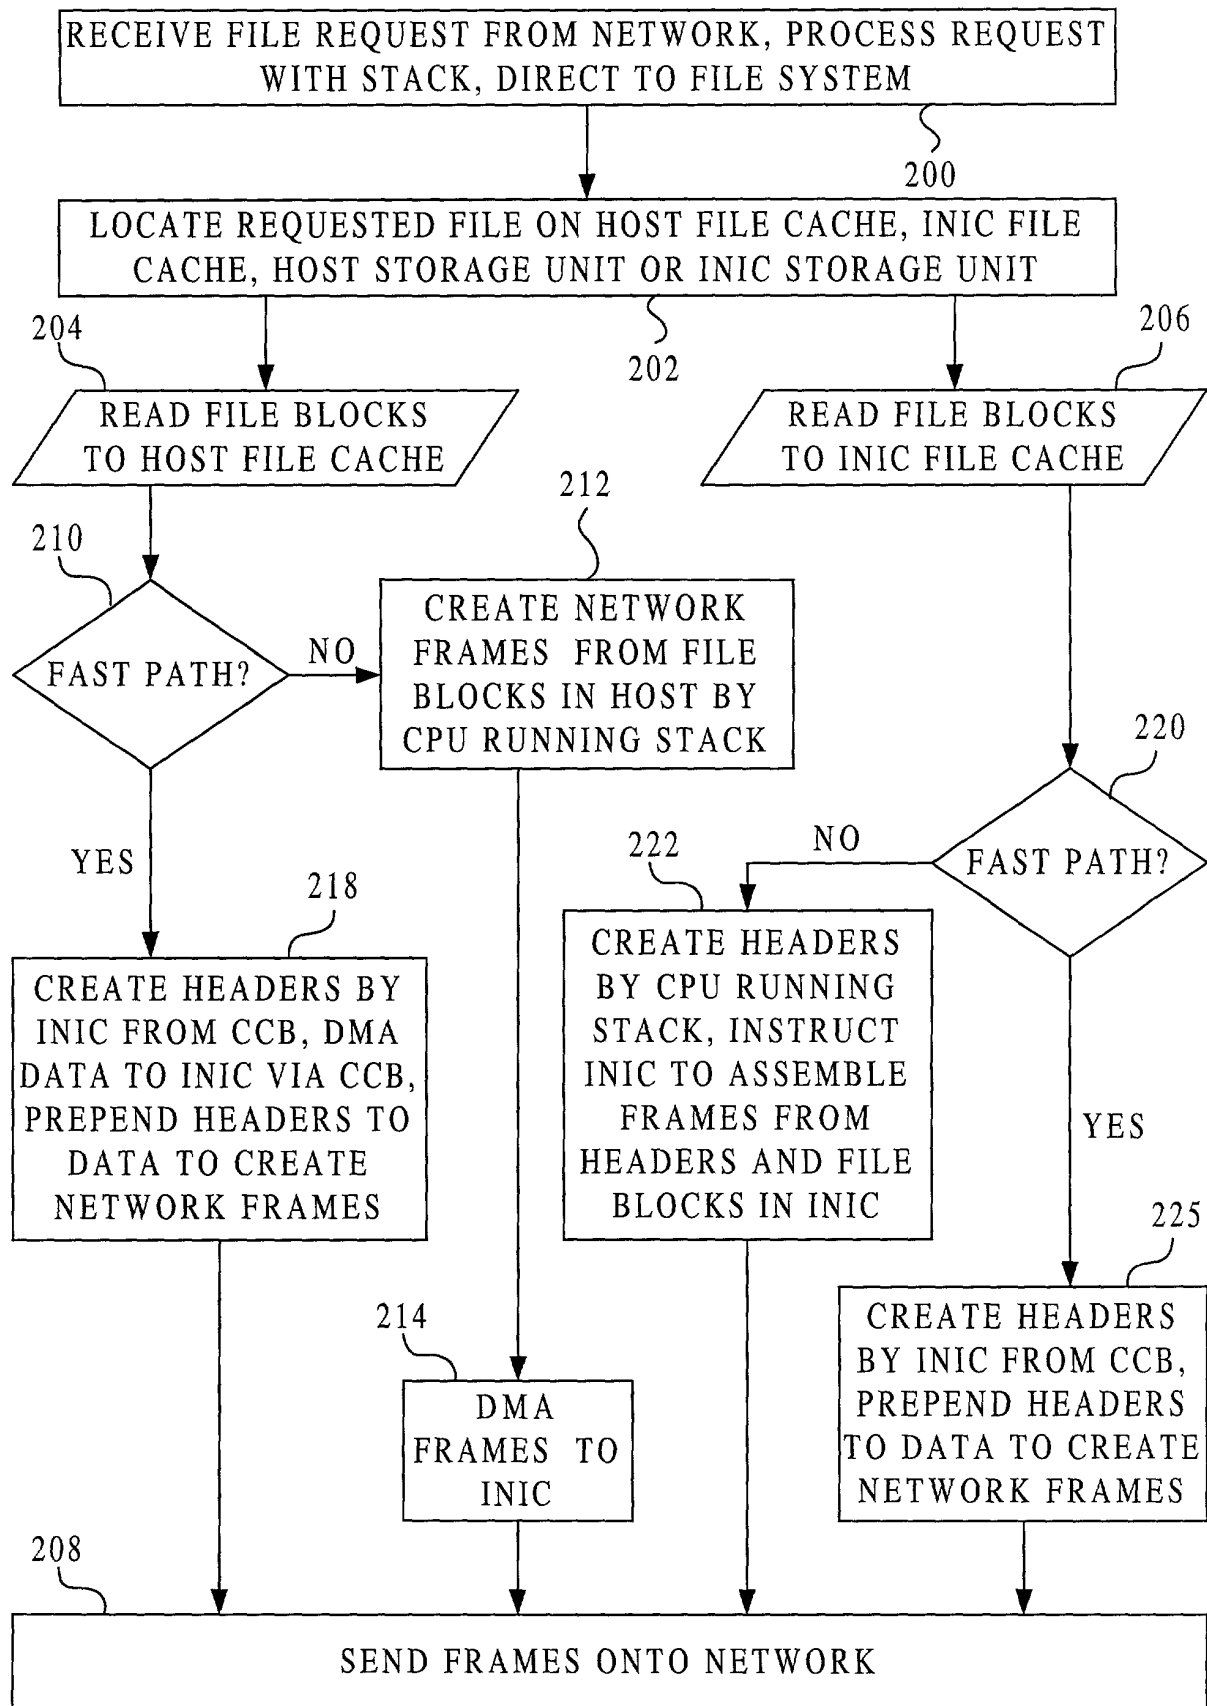 RECEIVE FILE REQUEST FROM NETWORK, PROCESS REQUEST
WITH STACK, DIRECT TO FILE SYSTEM
200
LOCATE REQUESTED FILE ON HOST FILE CACHE, INIC FILE
CACHE, HOST STORAGE UNIT OR INIC STORAGE UNIT
202
204
READ FILE BLOCKS
TO HOST FILE CACHE
206
READ FILE BLOCKS
TO INIC FILE CACHE
210
FAST PATH?
NO
YES
212
CREATE NETWORK
FRAMES FROM FILE
BLOCKS IN HOST BY
CPU RUNNING STACK
220
FAST PATH?
NO
YES
222
CREATE HEADERS
BY CPU RUNNING
STACK, INSTRUCT
INIC TO ASSEMBLE
FRAMES FROM
HEADERS AND FILE
BLOCKS IN INIC
218
CREATE HEADERS BY
INIC FROM CCB, DMA
DATA TO INIC VIA CCB,
PREPEND HEADERS TO
DATA TO CREATE
NETWORK FRAMES
214
DMA
FRAMES TO
INIC
225
CREATE HEADERS
BY INIC FROM CCB,
PREPEND HEADERS
TO DATA TO CREATE
NETWORK FRAMES
208
SEND FRAMES ONTO NETWORK